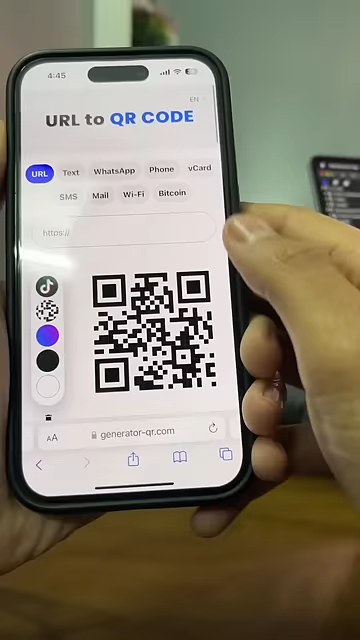 4:45
EN
URL to QR CODE
URL Text WhatsApp Phone vCard
SMS Mail Wi-Fi Bitcoin
https://
AA generator-qr.com